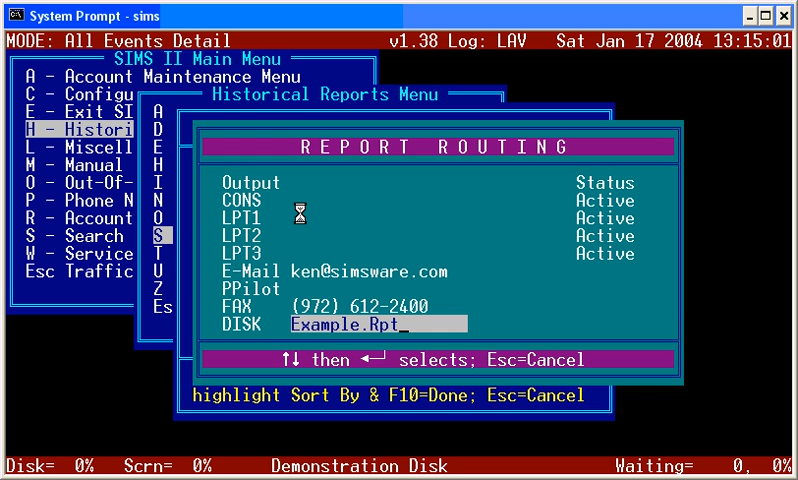 System Prompt - sims
MODE: All Events Detail v1.38 Log: LAV Sat Jan 17 2004 13:15:01
SIMS II Main Menu
A - Account Maintenance Menu
C - Configu
E - Exit SI
H - Histori
L - Miscell
M - Manual
O - Out-Of-
P - Phone N
R - Account
S - Search
W - Service
Esc Traffic
Historical Reports Menu
A
D
E
H
I
N
O
S
T
U
Z
Es
REPORT ROUTING
Output Status
CONS Active
LPT1 Active
LPT2 Active
LPT3 Active
E-Mail ken@simsware.com
PPilot
FAX (972) 612-2400
DISK Example.Rpt_
↑↓ then ←┘ selects; Esc=Cancel
highlight Sort By & F10=Done; Esc=Cancel
Disk= 0% Scrn= 0% Demonstration Disk Waiting= 0, 0%